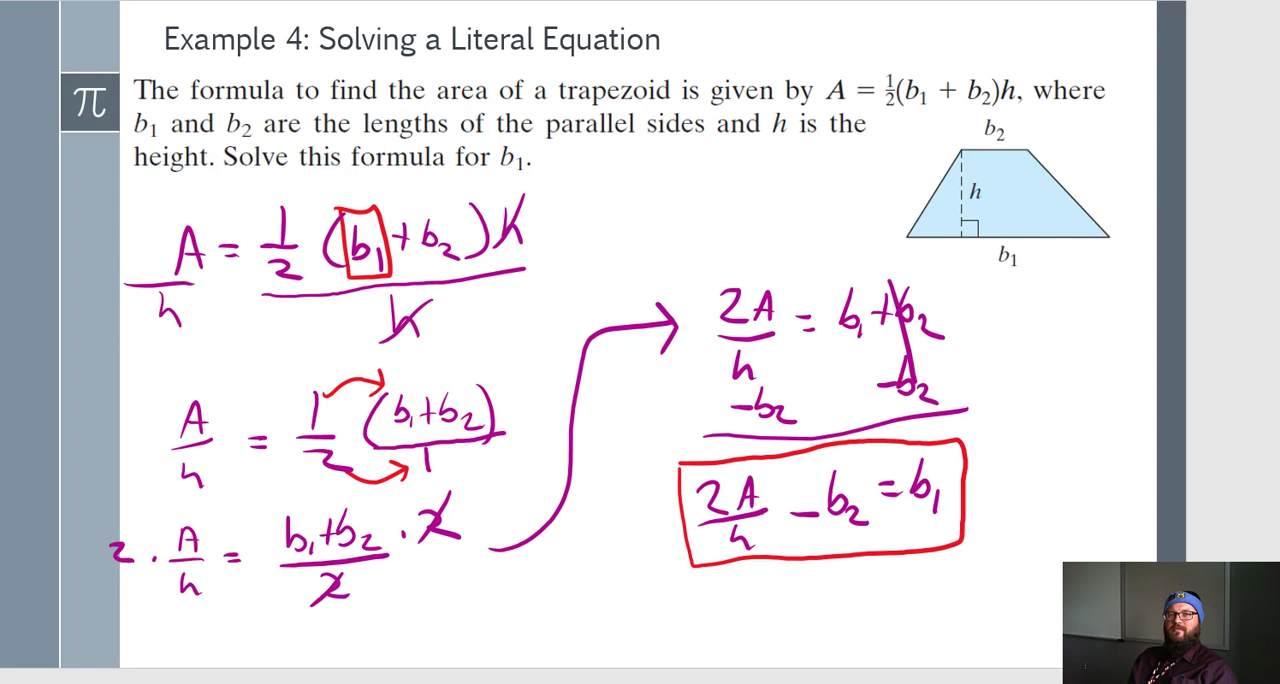 Example 4: Solving a Literal Equation
π
The formula to find the area of a trapezoid is given by A = ½(b₁ + b₂)h, where
b₁ and b₂ are the lengths of the parallel sides and h is the
height. Solve this formula for b₁.
b₂
h
b₁
A = 1/2 (b₁ + b₂)h
h h
A/h = 1/2 (b₁+b₂)/1
2 · A/h = b₁+b₂/2 · 2
2A/h = b₁ + b₂
-b₂ -b₂
2A/h - b₂ = b₁